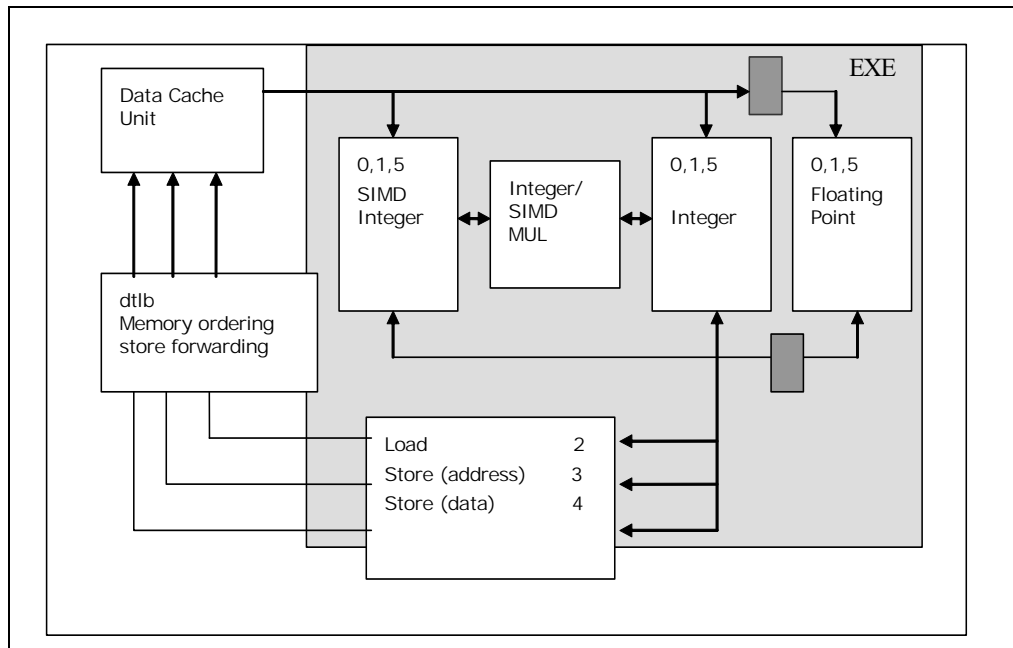 EXE
Data Cache
Unit
0,1,5
SIMD
Integer
Integer/
SIMD
MUL
0,1,5
Integer
0,1,5
Floating
Point
dtlb
Memory ordering
store forwarding
Load 2
Store (address) 3
Store (data) 4